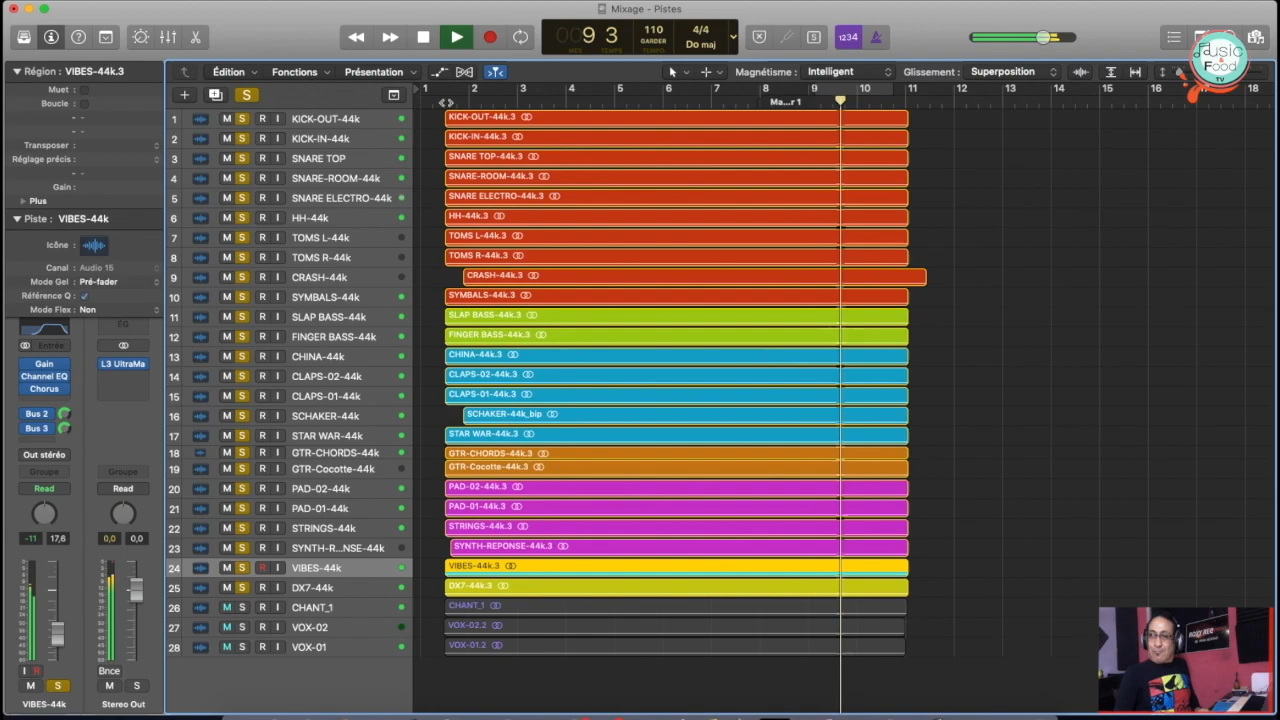 Mixage - Pistes
009 3
MES TEMPS
110
GARDER
TEMPO
4/4
Do maj
1234
Music
& Food
TV
Région : VIBES-44k.3
Édition
Fonctions
Présentation
Magnétisme :
Intelligent
Glissement :
Superposition
1 2 3 4 5 6 7 8 9 10 11 12 13 14 15 16 17 18
Ma...r 1
Muet :
Boucle :
Transposer :
Réglage précis :
Gain :
Plus
Piste : VIBES-44k
Icône :
Canal : Audio 15
Mode Gel : Pré-fader
Référence Q :
Mode Flex : Non
ÉG
Entrée
Gain
Channel EQ
Chorus
L3 UltraMa
Bus 2
Bus 3
Out stéréo
Groupe
Groupe
Read
Read
-11
17,6
0,0
0,0
I R
Bnce
M S
M S
VIBES-44k
Stereo Out
1 M S R I KICK-OUT-44k KICK-OUT-44k.3
2 M S R I KICK-IN-44k KICK-IN-44k.3
3 M S R I SNARE TOP SNARE TOP-44k.3
4 M S R I SNARE-ROOM-44k SNARE-ROOM-44k.3
5 M S R I SNARE ELECTRO-44k SNARE ELECTRO-44k.3
6 M S R I HH-44k HH-44k.3
7 M S R I TOMS L-44k TOMS L-44k.3
8 M S R I TOMS R-44k TOMS R-44k.3
9 M S R I CRASH-44k CRASH-44k.3
10 M S R I SYMBALS-44k SYMBALS-44k.3
11 M S R I SLAP BASS-44k SLAP BASS-44k.3
12 M S R I FINGER BASS-44k FINGER BASS-44k.3
13 M S R I CHINA-44k CHINA-44k.3
14 M S R I CLAPS-02-44k CLAPS-02-44k.3
15 M S R I CLAPS-01-44k CLAPS-01-44k.3
16 M S R I SCHAKER-44k SCHAKER-44k_bip
17 M S R I STAR WAR-44k STAR WAR-44k.3
18 M S R I GTR-CHORDS-44k GTR-CHORDS-44k.3
19 M S R I GTR-Cocotte-44k GTR-Cocotte-44k.3
20 M S R I PAD-02-44k PAD-02-44k.3
21 M S R I PAD-01-44k PAD-01-44k.3
22 M S R I STRINGS-44k STRINGS-44k.3
23 M S R I SYNTH-R...NSE-44k SYNTH-REPONSE-44k.3
24 M S R I VIBES-44k VIBES-44k.3
25 M S R I DX7-44k DX7-44k.3
26 M S R I CHANT_1 CHANT_1
27 M S R I VOX-02 VOX-02.2
28 M S R I VOX-01 VOX-01.2